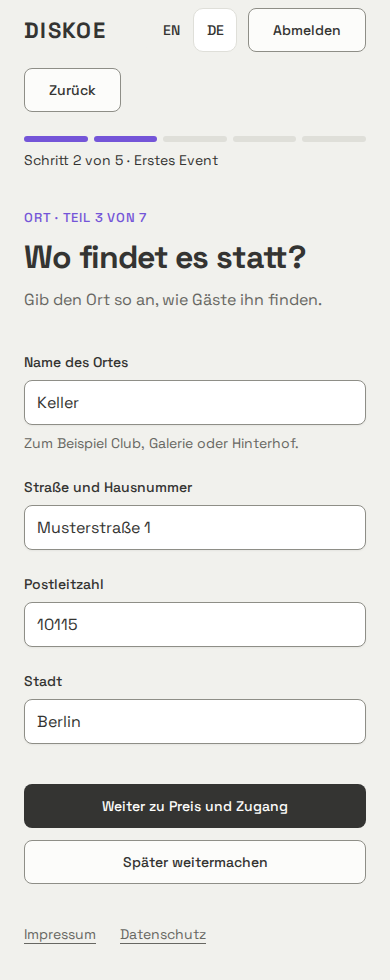 DISKOE
EN DE Abmelden
Zurück
Schritt 2 von 5 · Erstes Event
ORT · TEIL 3 VON 7
Wo findet es statt?
Gib den Ort so an, wie Gäste ihn finden.
Name des Ortes
Keller
Zum Beispiel Club, Galerie oder Hinterhof.
Straße und Hausnummer
Musterstraße 1
Postleitzahl
10115
Stadt
Berlin
Weiter zu Preis und Zugang
Später weitermachen
Impressum Datenschutz